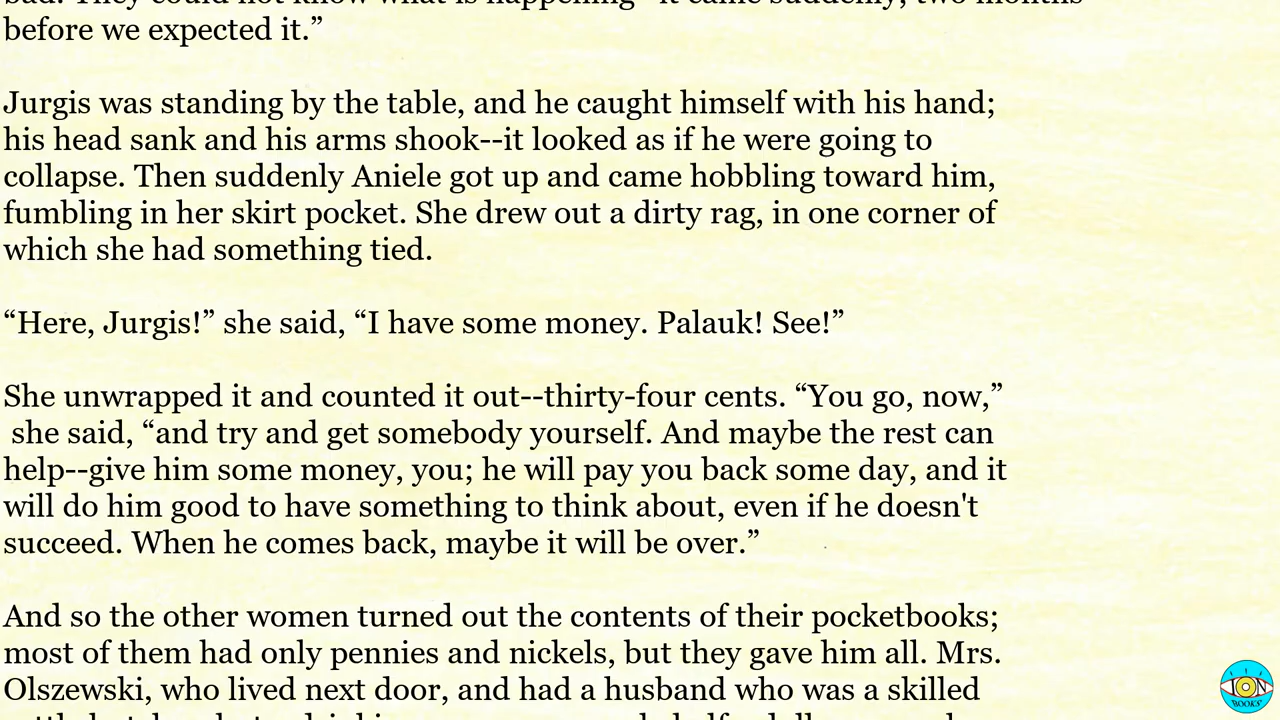 before we expected it.”
Jurgis was standing by the table, and he caught himself with his hand;
his head sank and his arms shook--it looked as if he were going to
collapse. Then suddenly Aniele got up and came hobbling toward him,
fumbling in her skirt pocket. She drew out a dirty rag, in one corner of
which she had something tied.
“Here, Jurgis!” she said, “I have some money. Palauk! See!”
She unwrapped it and counted it out--thirty-four cents. “You go, now,”
she said, “and try and get somebody yourself. And maybe the rest can
help--give him some money, you; he will pay you back some day, and it
will do him good to have something to think about, even if he doesn't
succeed. When he comes back, maybe it will be over.”
And so the other women turned out the contents of their pocketbooks;
most of them had only pennies and nickels, but they gave him all. Mrs.
Olszewski, who lived next door, and had a husband who was a skilled
ION
BOOKS